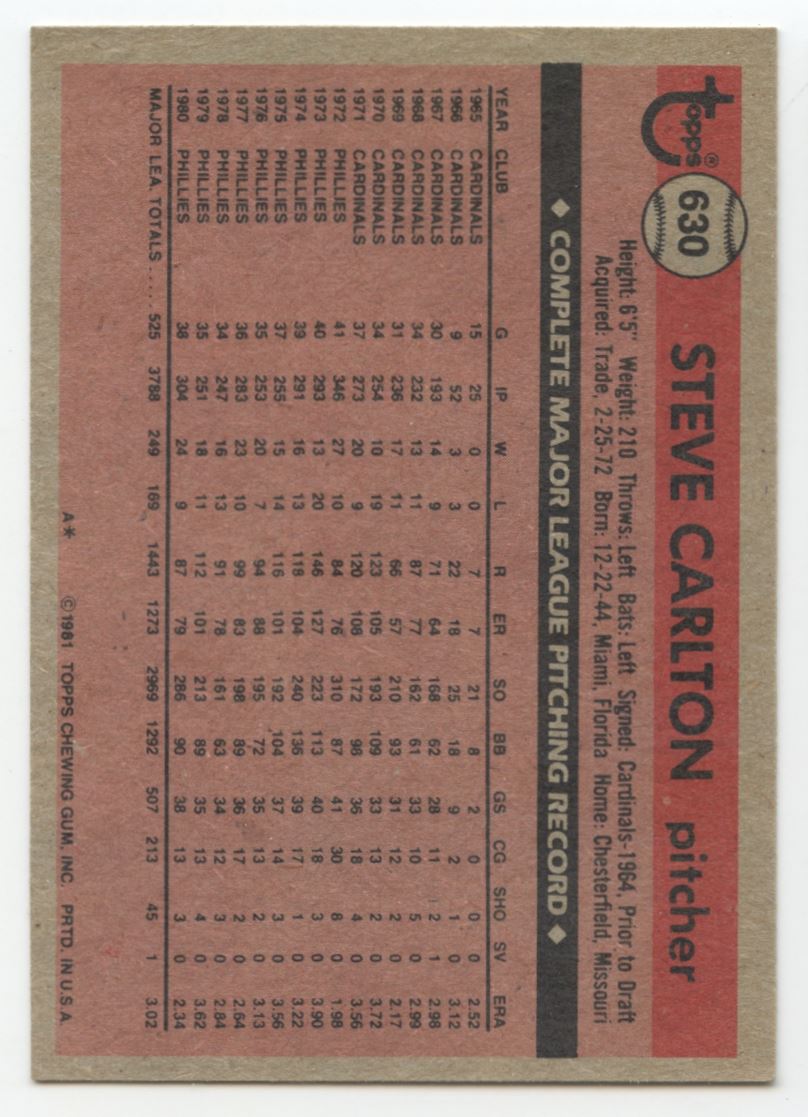 topps® 630 STEVE CARLTON pitcher
Height: 6'5" Weight: 210 Throws: Left Bats: Left Signed: Cardinals-1964, Prior to Draft
Acquired: Trade, 2-25-72 Born: 12-22-44, Miami, Florida Home: Chesterfield, Missouri
◆ COMPLETE MAJOR LEAGUE PITCHING RECORD ◆
YEAR CLUB G IP W L R ER SO BB GS CG SHO SV ERA
1965 CARDINALS 15 25 0 0 7 7 21 8 2 0 0 0 2.52
1966 CARDINALS 9 52 3 3 22 18 25 18 9 2 1 0 3.12
1967 CARDINALS 30 193 14 9 71 64 168 62 28 11 2 1 2.98
1968 CARDINALS 34 232 13 11 87 77 162 61 33 10 5 0 2.99
1969 CARDINALS 31 236 17 11 66 57 210 93 31 12 2 0 2.17
1970 CARDINALS 34 254 10 19 123 105 193 109 33 13 2 0 3.72
1971 CARDINALS 37 273 20 9 120 108 172 98 36 18 4 0 3.56
1972 PHILLIES 41 346 27 10 84 76 310 87 41 30 8 0 1.98
1973 PHILLIES 40 293 13 20 146 127 223 113 40 18 3 0 3.90
1974 PHILLIES 39 291 16 13 118 104 240 136 39 17 1 0 3.22
1975 PHILLIES 37 255 15 14 116 101 192 104 37 14 3 0 3.56
1976 PHILLIES 35 253 20 7 94 88 195 72 35 13 2 0 3.13
1977 PHILLIES 36 283 23 10 99 83 198 89 36 17 2 0 2.64
1978 PHILLIES 34 247 16 13 91 78 161 63 34 12 3 0 2.84
1979 PHILLIES 35 251 18 11 112 101 213 89 35 13 4 0 3.62
1980 PHILLIES 38 304 24 9 87 79 286 90 38 13 3 0 2.34
MAJOR LEA. TOTALS ..... 525 3788 249 169 1443 1273 2969 1292 507 213 45 1 3.02
A* ©1981 TOPPS CHEWING GUM, INC. PRTD. IN U.S.A.